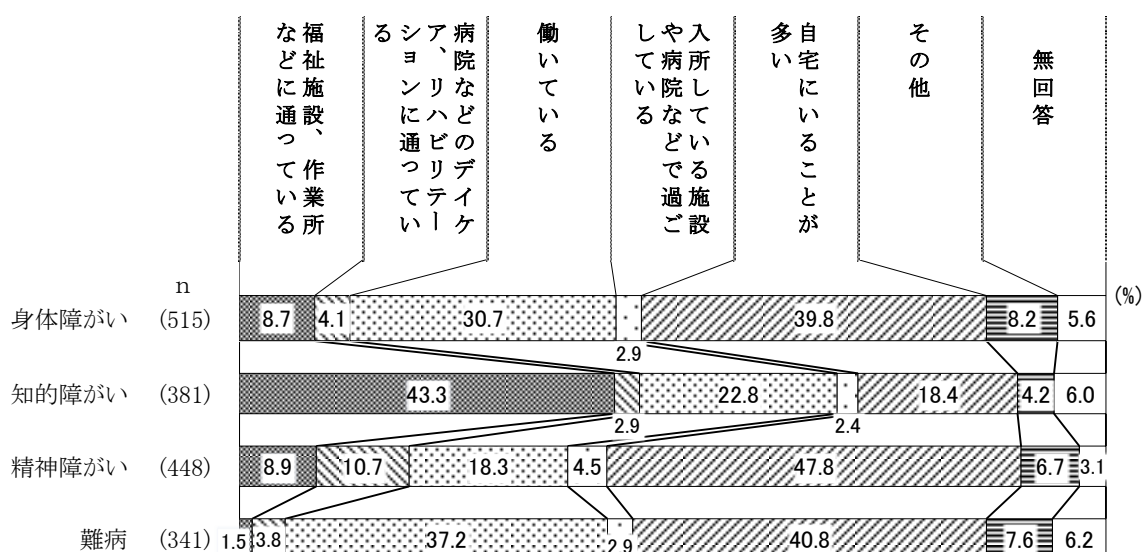 福祉施設、作業所
などに通っている
病院などのデイケ
ア、リハビリテー
ションに通ってい
る
働いている
入所している施設
や病院などで過ご
している
自宅にいることが
多い
その他
無回答
n
(%)
身体障がい (515) 8.7 4.1 30.7 39.8 8.2 5.6
2.9
知的障がい (381) 43.3 22.8 18.4 4.2 6.0
2.9 2.4
精神障がい (448) 8.9 10.7 18.3 4.5 47.8 6.7 3.1
難病 (341) 1.5 3.8 37.2 2.9 40.8 7.6 6.2